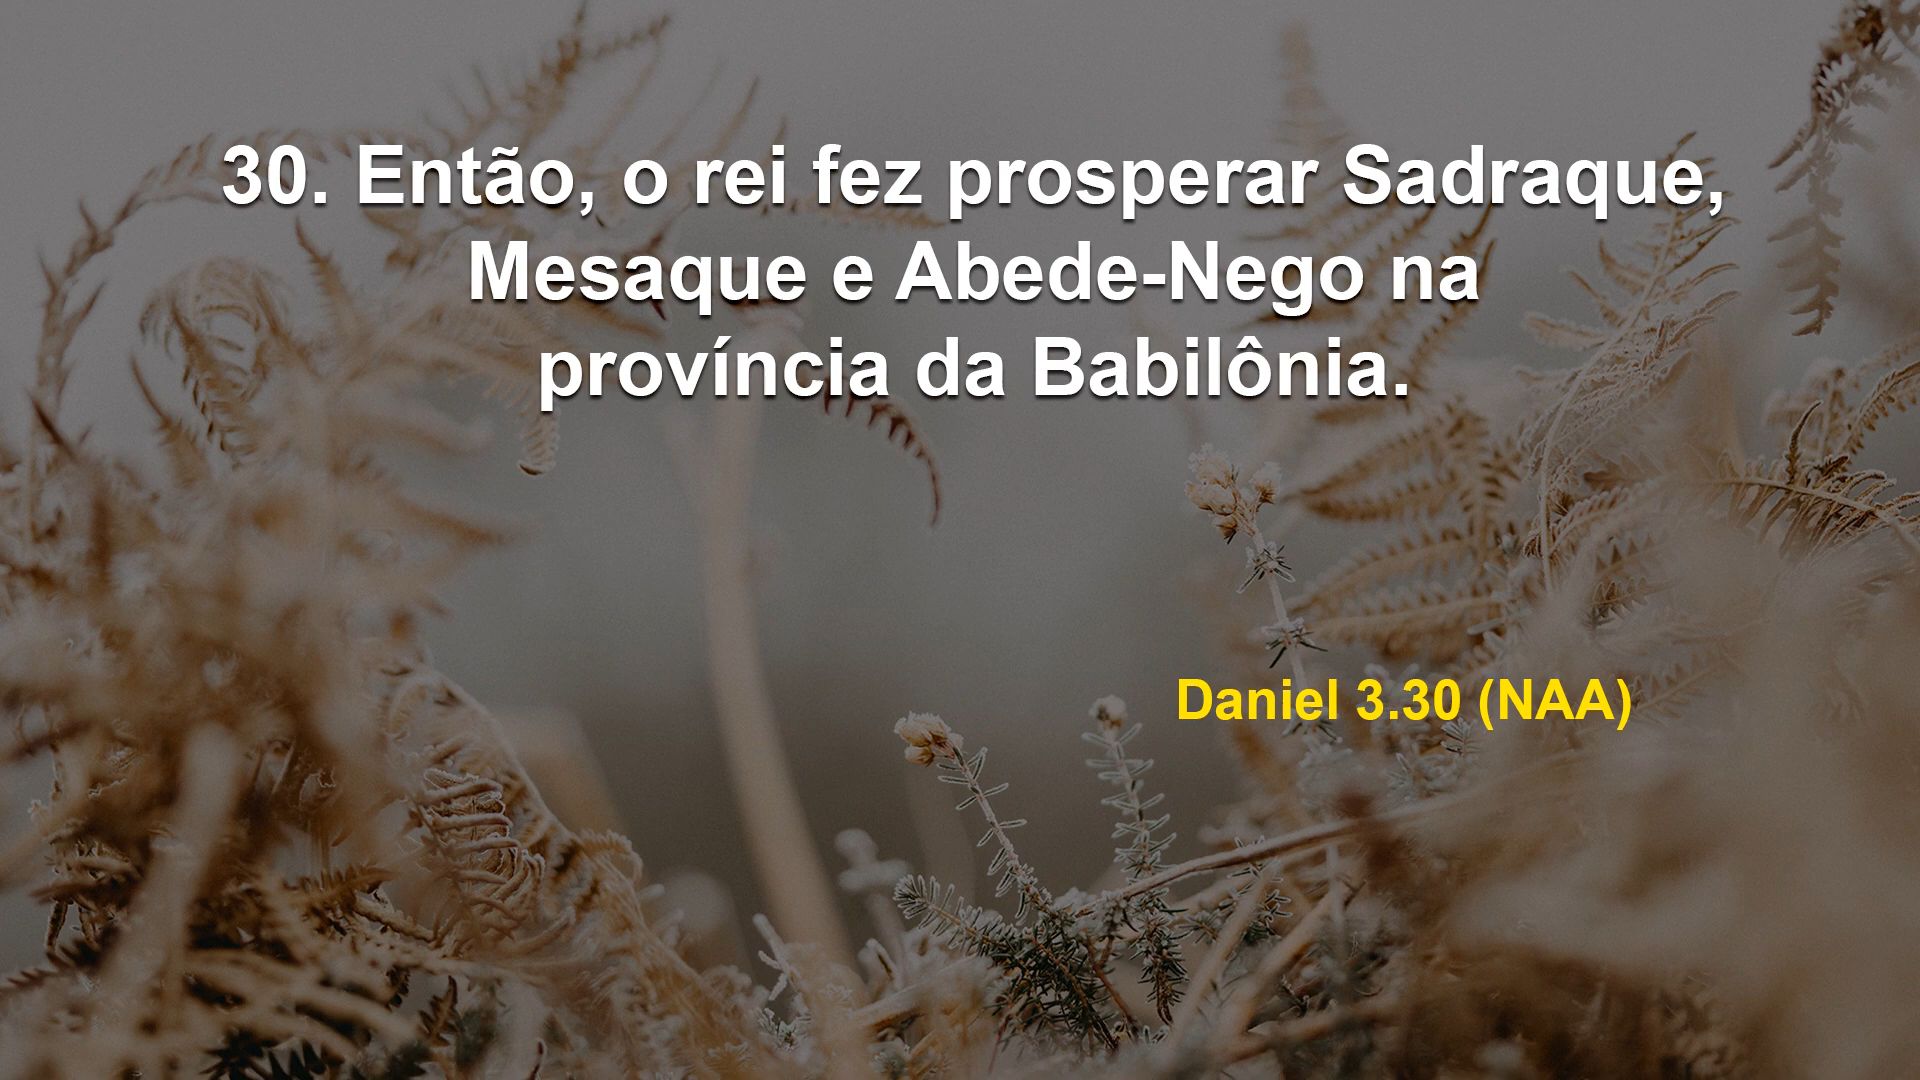 30. Então, o rei fez prosperar Sadraque,
Mesaque e Abede-Nego na
província da Babilônia.
Daniel 3.30 (NAA)